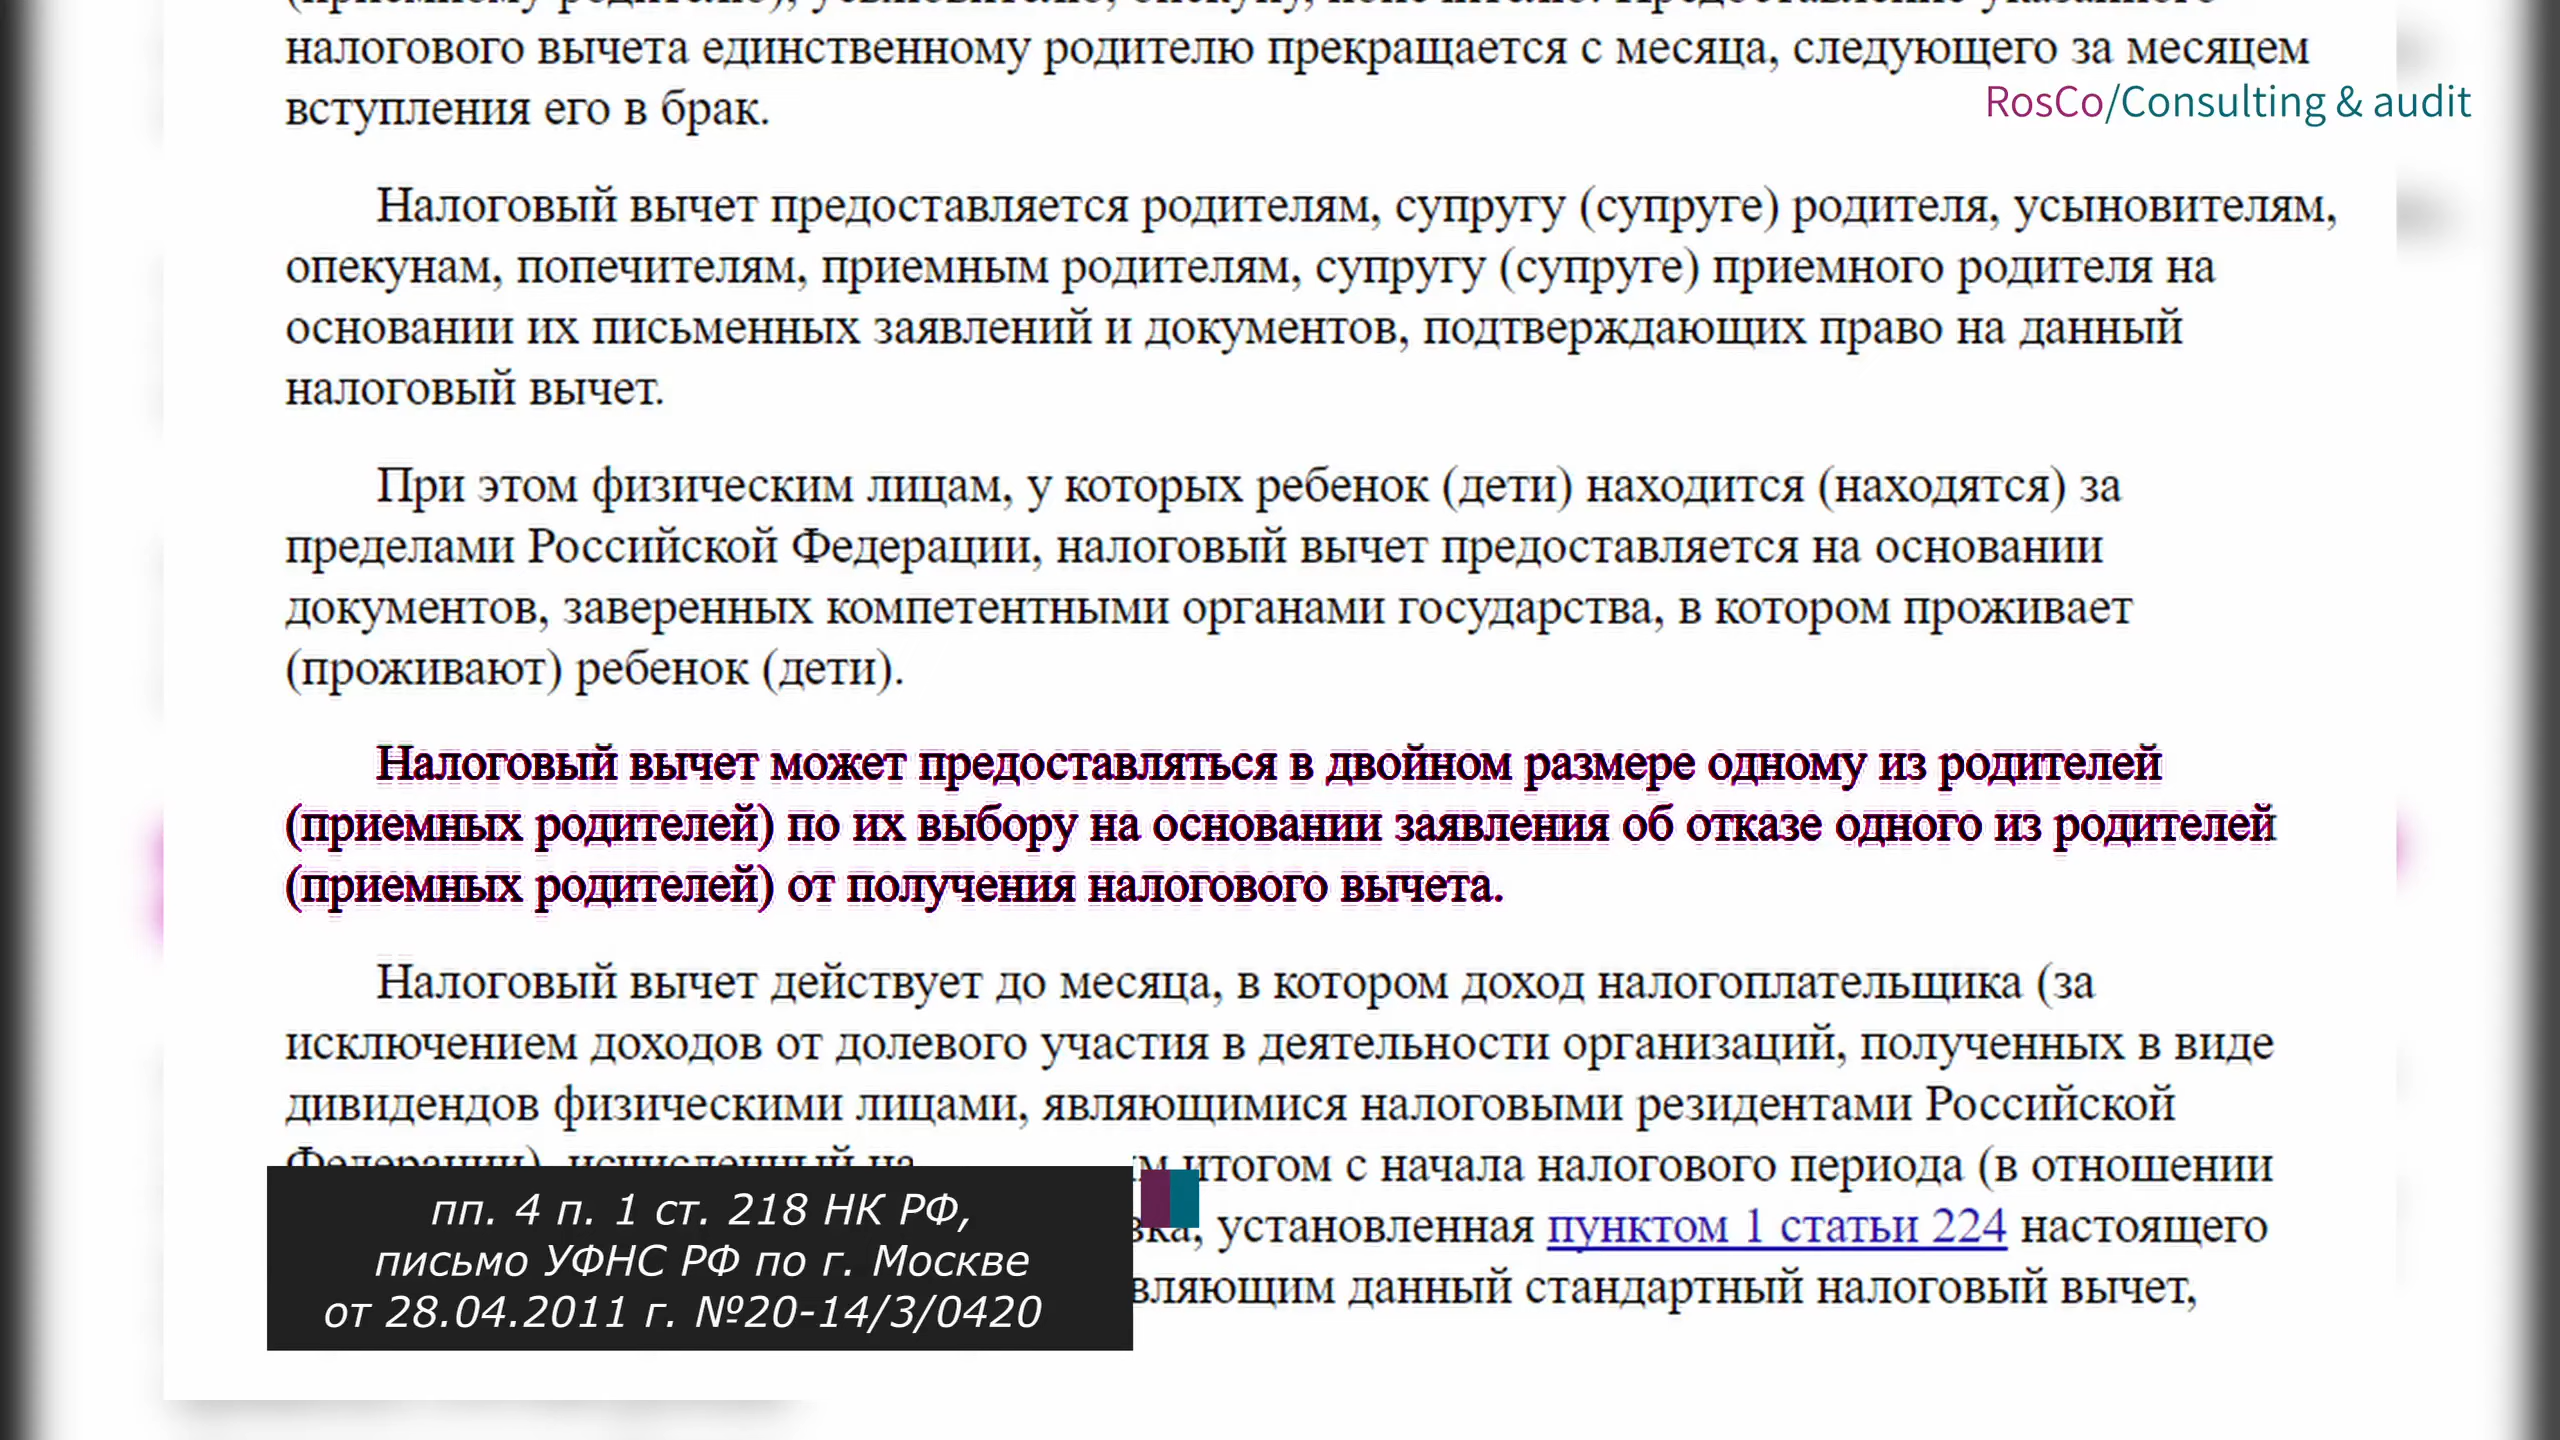 налогового вычета единственному родителю прекращается с месяца, следующего за месяцем
вступления его в брак.
RosCo/Consulting & audit
Налоговый вычет предоставляется родителям, супругу (супруге) родителя, усыновителям,
опекунам, попечителям, приемным родителям, супругу (супруге) приемного родителя на
основании их письменных заявлений и документов, подтверждающих право на данный
налоговый вычет.
При этом физическим лицам, у которых ребенок (дети) находится (находятся) за
пределами Российской Федерации, налоговый вычет предоставляется на основании
документов, заверенных компетентными органами государства, в котором проживает
(проживают) ребенок (дети).
Налоговый вычет может предоставляться в двойном размере одному из родителей
(приемных родителей) по их выбору на основании заявления об отказе одного из родителей
(приемных родителей) от получения налогового вычета.
Налоговый вычет действует до месяца, в котором доход налогоплательщика (за
исключением доходов от долевого участия в деятельности организаций, полученных в виде
дивидендов физическими лицами, являющимися налоговыми резидентами Российской
Федерации), исчисленный на итогом с начала налогового периода (в отношении
установленная пунктом 1 статьи 224 настоящего
данный стандартный налоговый вычет,
пп. 4 п. 1 ст. 218 НК РФ,
письмо УФНС РФ по г. Москве
от 28.04.2011 г. №20-14/3/0420